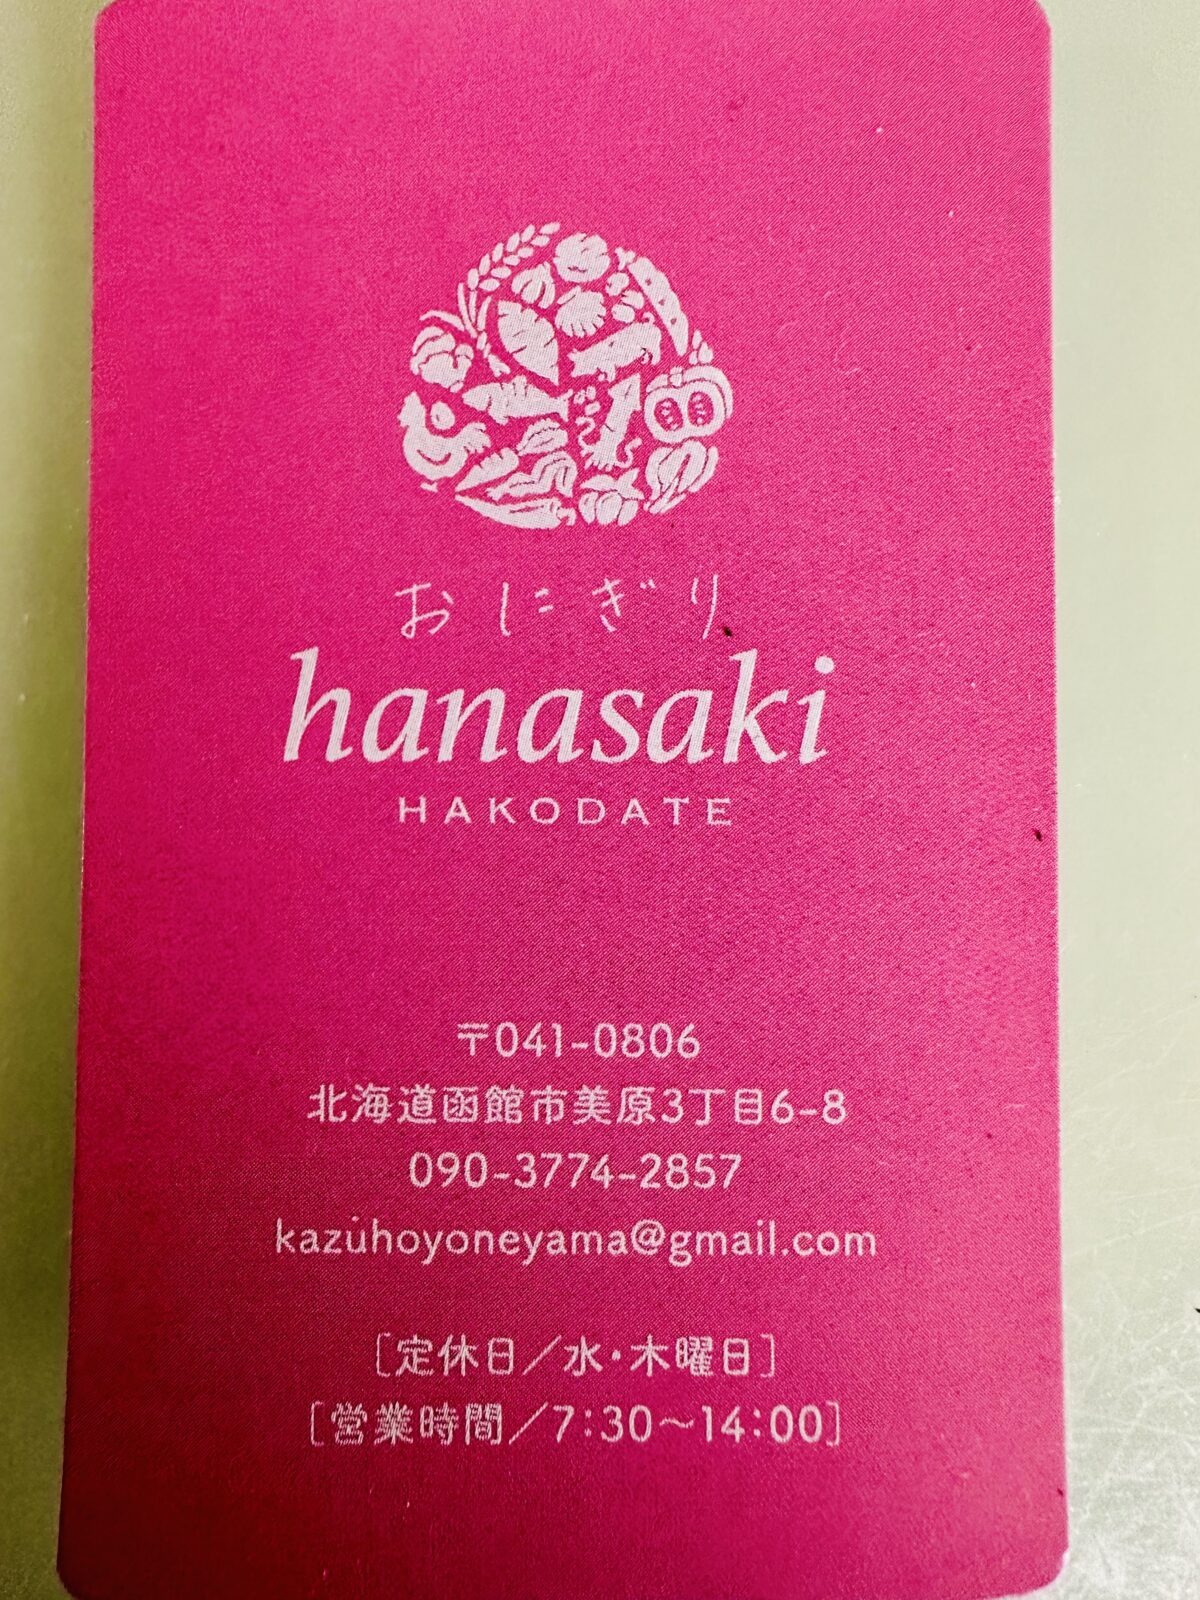 おにぎり
hanasaki
HAKODATE
〒041-0806
北海道函館市美原3丁目6-8
090-3774-2857
kazuhoyoneyama@gmail.com
［定休日／水・木曜日］
［営業時間／7:30〜14:00］